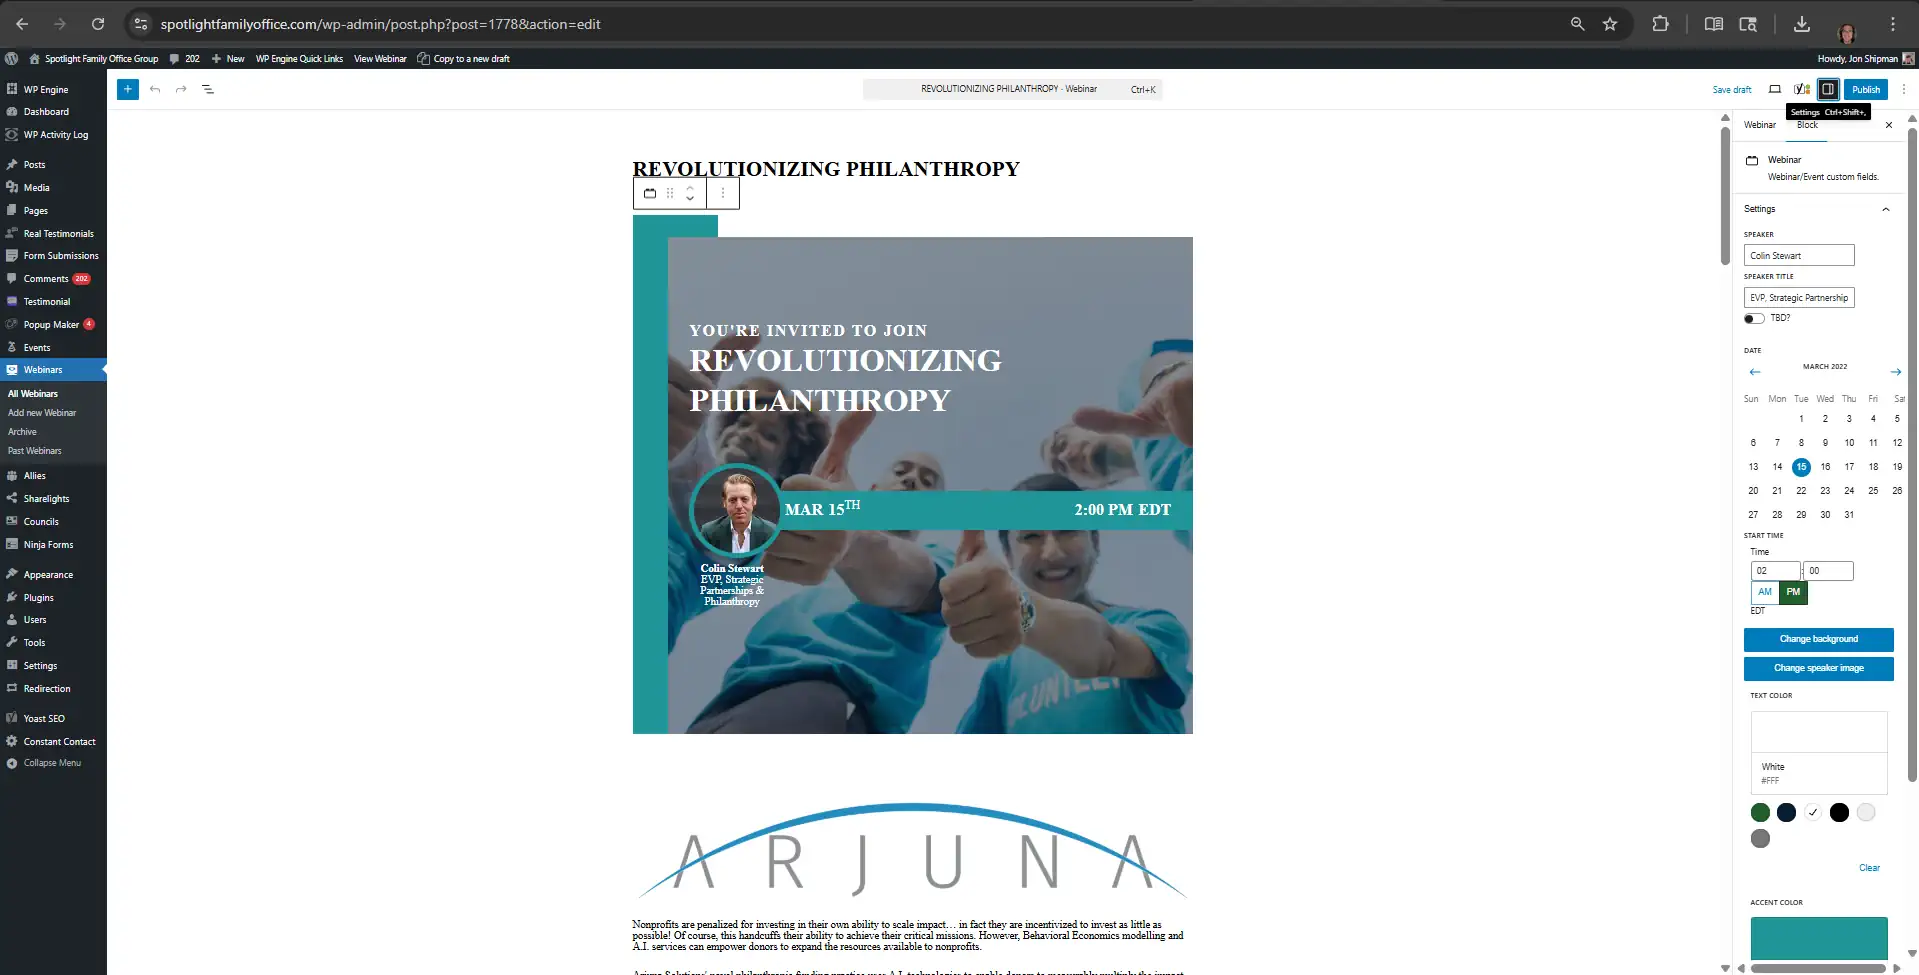 spotlightfamilyoffice.com/wp-admin/post.php?post=1778&action=edit
Spotlight Family Office Group
202
New
WP Engine Quick Links
View Webinar
Copy to a new draft
Howdy, Jon Shipman
WP Engine
Dashboard
WP Activity Log
Posts
Media
Pages
Real Testimonials
Form Submissions
Comments 202
Testimonial
Popup Maker 4
Events
Webinars
All Webinars
Add new Webinar
Archive
Past Webinars
Allies
Sharelights
Councils
Ninja Forms
Appearance
Plugins
Users
Tools
Settings
Redirection
Yoast SEO
Constant Contact
Collapse Menu
REVOLUTIONIZING PHILANTHROPY · Webinar Ctrl+K
Save draft
Publish
Settings Ctrl+Shift+,
REVOLUTIONIZING PHILANTHROPY
YOU'RE INVITED TO JOIN
REVOLUTIONIZING
PHILANTHROPY
MAR 15TH 2:00 PM EDT
Colin Stewart
EVP, Strategic
Partnerships &
Philanthropy
ARJUNA
Nonprofits are penalized for investing in their own ability to scale impact… in fact they are incentivized to invest as little as
possible! Of course, this handcuffs their ability to achieve their critical missions. However, Behavioral Economics modelling and
A.I. services can empower donors to expand the resources available to nonprofits.
Webinar Block
Webinar
Webinar/Event custom fields.
Settings
SPEAKER
Colin Stewart
SPEAKER TITLE
EVP, Strategic Partnership
TBD?
DATE
MARCH 2022
Sun Mon Tue Wed Thu Fri Sat
1 2 3 4 5
6 7 8 9 10 11 12
13 14 15 16 17 18 19
20 21 22 23 24 25 26
27 28 29 30 31
START TIME
Time
02 : 00
AM PM
EDT
Change background
Change speaker image
TEXT COLOR
White
#FFF
Clear
ACCENT COLOR